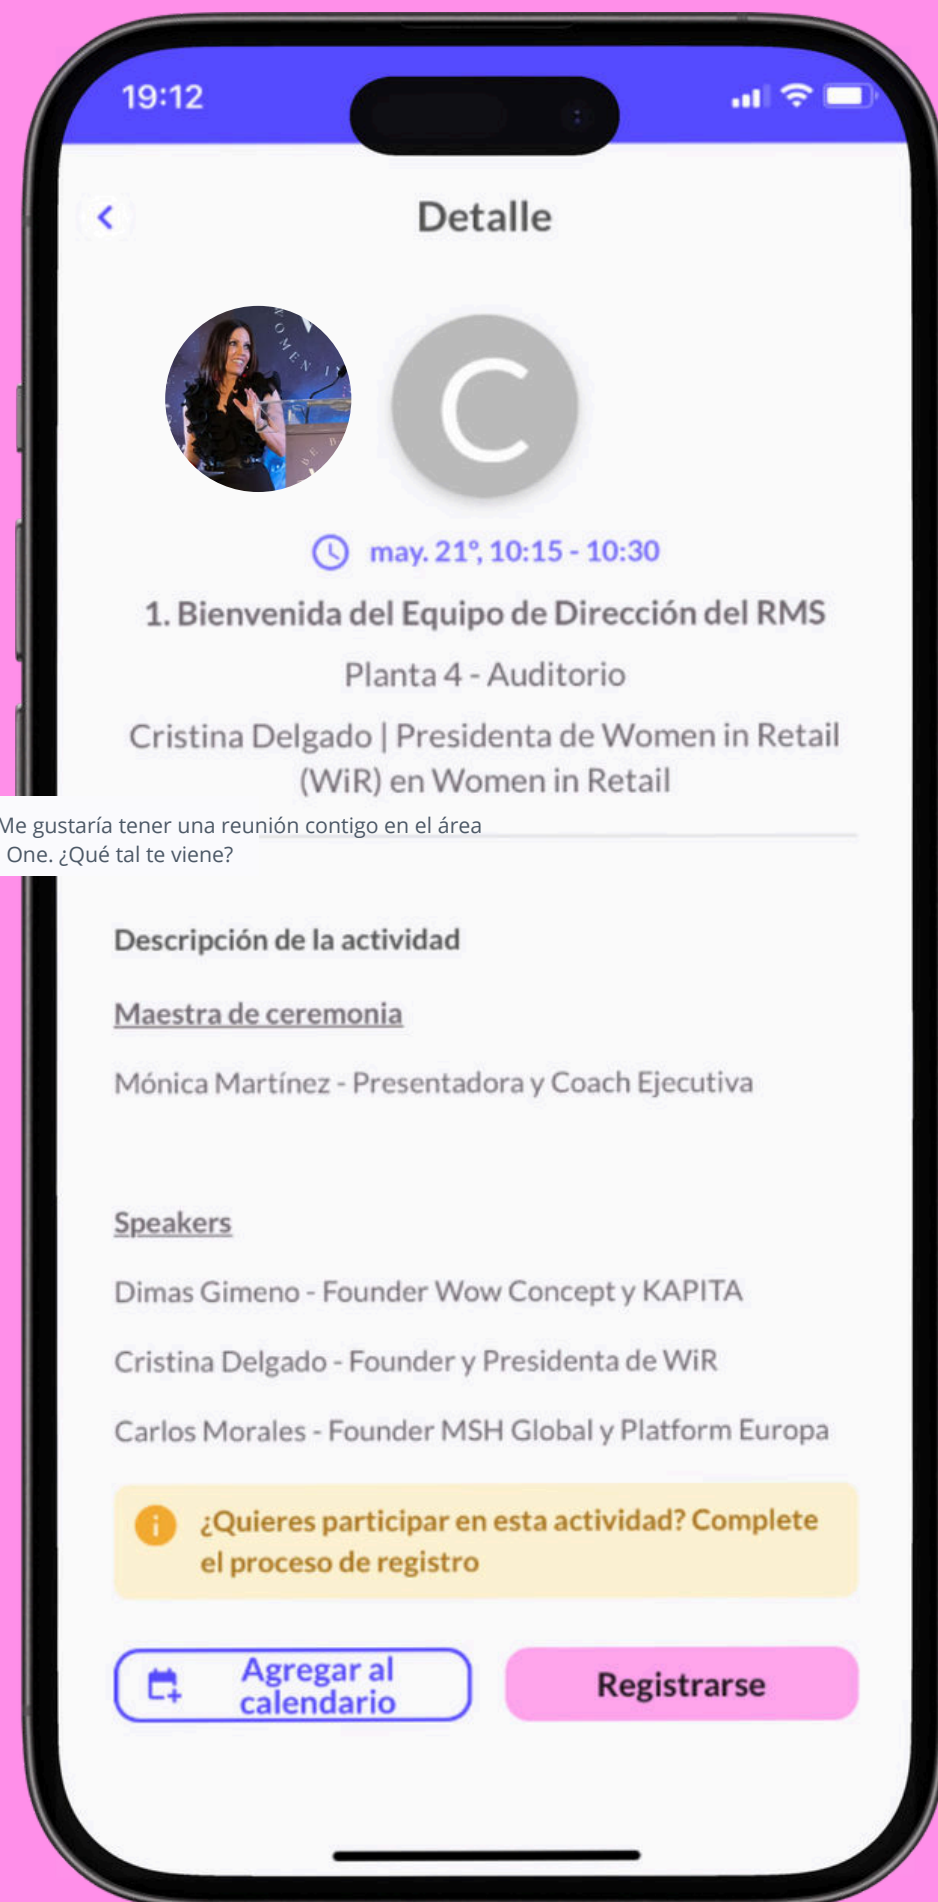 19:12
Detalle
WOMEN IN
C
may. 21º, 10:15 - 10:30
1. Bienvenida del Equipo de Dirección del RMS
Planta 4 - Auditorio
Cristina Delgado | Presidenta de Women in Retail
(WiR) en Women in Retail
Me gustaría tener una reunión contigo en el área
One. ¿Qué tal te viene?
Descripción de la actividad
Maestra de ceremonia
Mónica Martínez - Presentadora y Coach Ejecutiva
Speakers
Dimas Gimeno - Founder Wow Concept y KAPITA
Cristina Delgado - Founder y Presidenta de WiR
Carlos Morales - Founder MSH Global y Platform Europa
¿Quieres participar en esta actividad? Complete
el proceso de registro
Agregar al
calendario
Registrarse